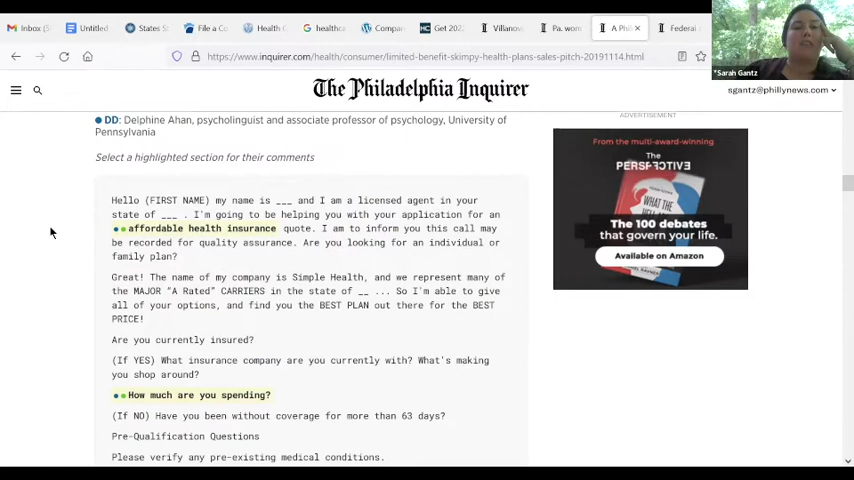 Inbox (5
Untitled
States S
File a Co
Health C
healthca
Compa
Get 2022
Villanov
Pa. wom
A Phil
Federal
https://www.inquirer.com/health/consumer/limited-benefit-skimpy-health-plans-sales-pitch-20191114.html
*Sarah Gantz
The Philadelphia Inquirer
sgantz@phillynews.com
DD: Delphine Ahan, psycholinguist and associate professor of psychology, University of
Pennsylvania
Select a highlighted section for their comments
Hello (FIRST NAME) my name is ___ and I am a licensed agent in your
state of ___ . I'm going to be helping you with your application for an
affordable health insurance quote. I am to inform you this call may
be recorded for quality assurance. Are you looking for an individual or
family plan?
Great! The name of my company is Simple Health, and we represent many of
the MAJOR "A Rated" CARRIERS in the state of __ ... So I'm able to give
all of your options, and find you the BEST PLAN out there for the BEST
PRICE!
Are you currently insured?
(If YES) What insurance company are you currently with? What's making
you shop around?
How much are you spending?
(If NO) Have you been without coverage for more than 63 days?
Pre-Qualification Questions
Please verify any pre-existing medical conditions.
ADVERTISEMENT
From the multi-award-winning
The
PERSPECTIVE
WHAT THE
The 100 debates
that govern your life.
Available on Amazon